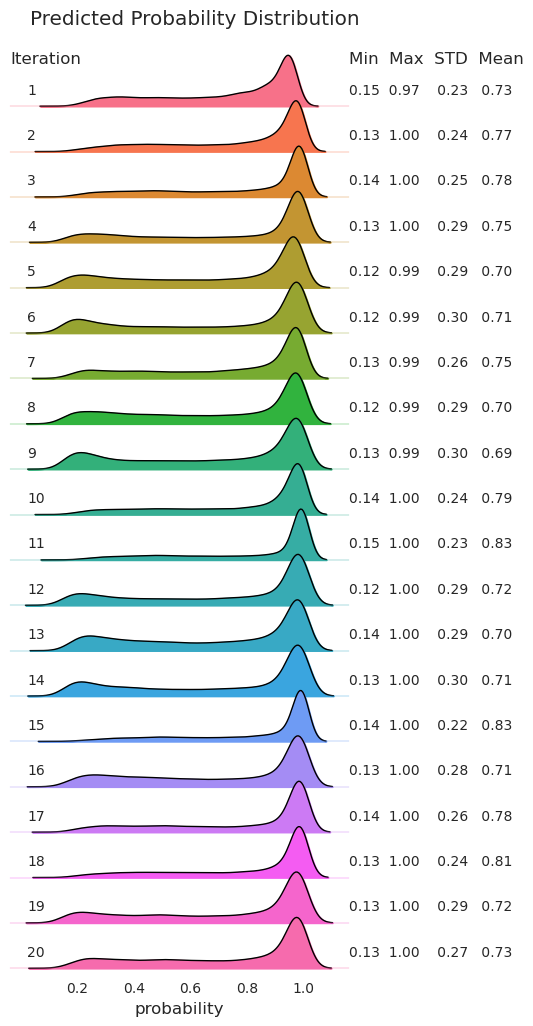 Predicted Probability Distribution
Iteration Min Max STD Mean
1 0.15 0.97 0.23 0.73
2 0.13 1.00 0.24 0.77
3 0.14 1.00 0.25 0.78
4 0.13 1.00 0.29 0.75
5 0.12 0.99 0.29 0.70
6 0.12 0.99 0.30 0.71
7 0.13 0.99 0.26 0.75
8 0.12 0.99 0.29 0.70
9 0.13 0.99 0.30 0.69
10 0.14 1.00 0.24 0.79
11 0.15 1.00 0.23 0.83
12 0.12 1.00 0.29 0.72
13 0.14 1.00 0.29 0.70
14 0.13 1.00 0.30 0.71
15 0.14 1.00 0.22 0.83
16 0.13 1.00 0.28 0.71
17 0.14 1.00 0.26 0.78
18 0.13 1.00 0.24 0.81
19 0.13 1.00 0.29 0.72
20 0.13 1.00 0.27 0.73
0.2 0.4 0.6 0.8 1.0
probability